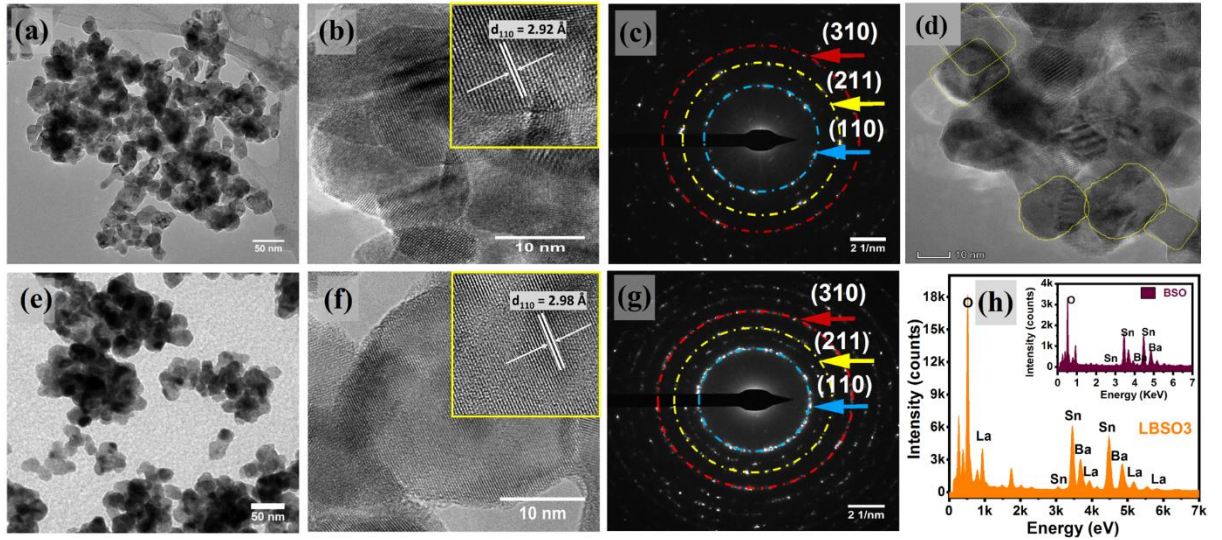 (a)
50 nm
(b)
d110 = 2.92 Å
10 nm
(c)
(310)
(211)
(110)
2 1/nm
(d)
10 nm
(e)
50 nm
(f)
d110 = 2.98 Å
10 nm
(g)
(310)
(211)
(110)
2 1/nm
(h)
18k
15k
12k
9k
6k
3k
0
Intensity (counts)
O
La
Sn
Sn
Ba
La
Sn
Ba
La
La
LBSO3
0 1k 2k 3k 4k 5k 6k 7k
Energy (eV)
4k
3k
2k
1k
0
Intensity (counts)
O
BSO
Sn
Sn
Ba
Sn
Ba
0 1 2 3 4 5 6 7
Energy (KeV)